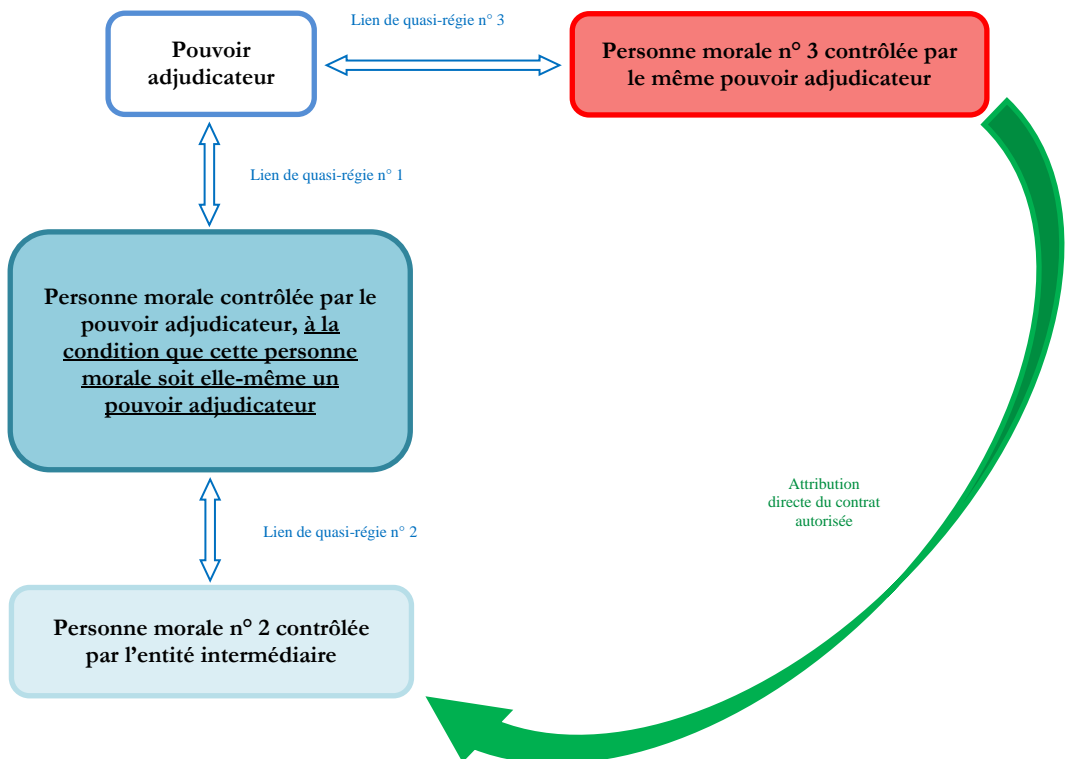 Lien de quasi-régie n° 3
Pouvoir
adjudicateur
Personne morale n° 3 contrôlée par
le même pouvoir adjudicateur
Lien de quasi-régie n° 1
Personne morale contrôlée par le
pouvoir adjudicateur, à la
condition que cette personne
morale soit elle-même un
pouvoir adjudicateur
Attribution
directe du contrat
autorisée
Lien de quasi-régie n° 2
Personne morale n° 2 contrôlée
par l’entité intermédiaire